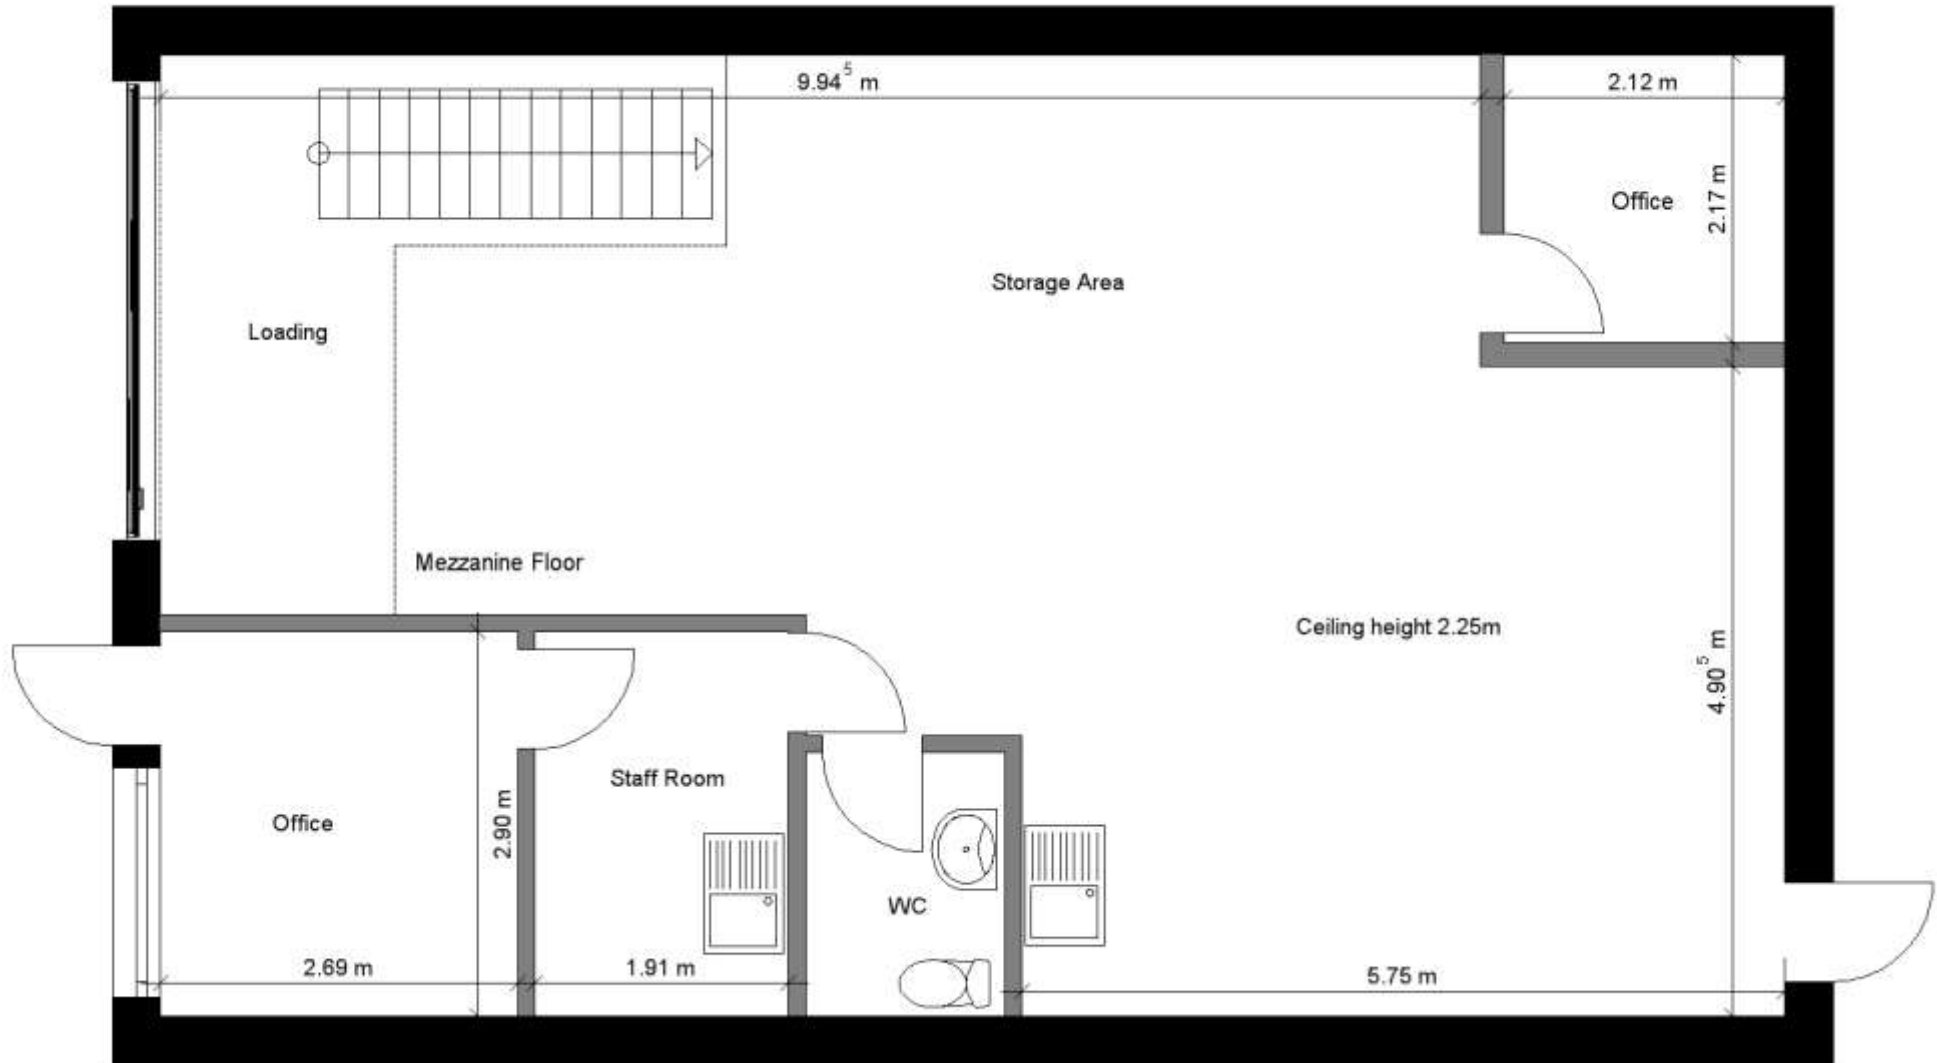 9.94⁵ m
2.12 m
2.17 m
Office
Storage Area
Loading
Mezzanine Floor
Ceiling height 2.25m
4.90⁵ m
Staff Room
Office
2.90 m
WC
2.69 m
1.91 m
5.75 m